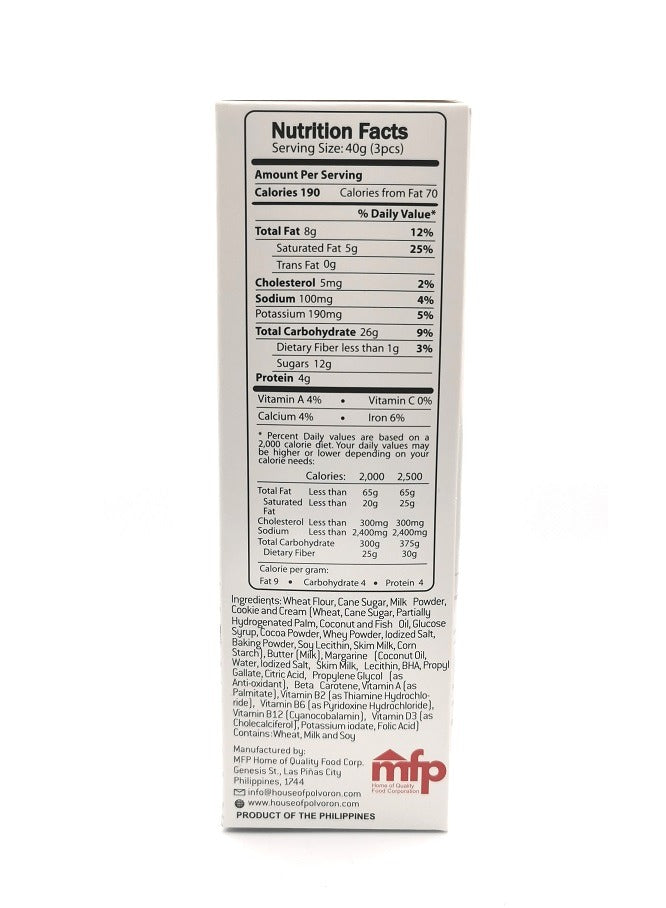 Nutrition Facts
Serving Size: 40g (3pcs)
Amount Per Serving
Calories 190 Calories from Fat 70
% Daily Value*
Total Fat 8g 12%
Saturated Fat 5g 25%
Trans Fat 0g
Cholesterol 5mg 2%
Sodium 100mg 4%
Potassium 190mg 5%
Total Carbohydrate 26g 9%
Dietary Fiber less than 1g 3%
Sugars 12g
Protein 4g
Vitamin A 4% • Vitamin C 0%
Calcium 4% • Iron 6%
* Percent Daily values are based on a
2,000 calorie diet. Your daily values may
be higher or lower depending on your
calorie needs:
Calories: 2,000 2,500
Total Fat Less than 65g 65g
Saturated Less than 20g 25g
Fat
Cholesterol Less than 300mg 300mg
Sodium Less than 2,400mg 2,400mg
Total Carbohydrate 300g 375g
Dietary Fiber 25g 30g
Calorie per gram:
Fat 9 • Carbohydrate 4 • Protein 4
Ingredients: Wheat Flour, Cane Sugar, Milk Powder,
Cookie and Cream (Wheat, Cane Sugar, Partially
Hydrogenated Palm, Coconut and Fish Oil, Glucose
Syrup, Cocoa Powder, Whey Powder, Iodized Salt,
Baking Powder, Soy Lecithin, Skim Milk, Corn
Starch), Butter (Milk), Margarine (Coconut Oil,
Water, Iodized Salt, Skim Milk, Lecithin, BHA, Propyl
Gallate, Citric Acid, Propylene Glycol (as
Anti-oxidant), Beta Carotene, Vitamin A (as
Palmitate), Vitamin B2 (as Thiamine Hydrochlo-
ride), Vitamin B6 (as Pyridoxine Hydrochloride),
Vitamin B12 (Cyanocobalamin), Vitamin D3 (as
Cholecalciferol), Potassium iodate, Folic Acid)
Contains: Wheat, Milk and Soy
Manufactured by:
MFP Home of Quality Food Corp.
Genesis St., Las Piñas City
Philippines, 1744
info@houseofpolvoron.com
www.houseofpolvoron.com
PRODUCT OF THE PHILIPPINES
mfp
Home of Quality
Food Corporation